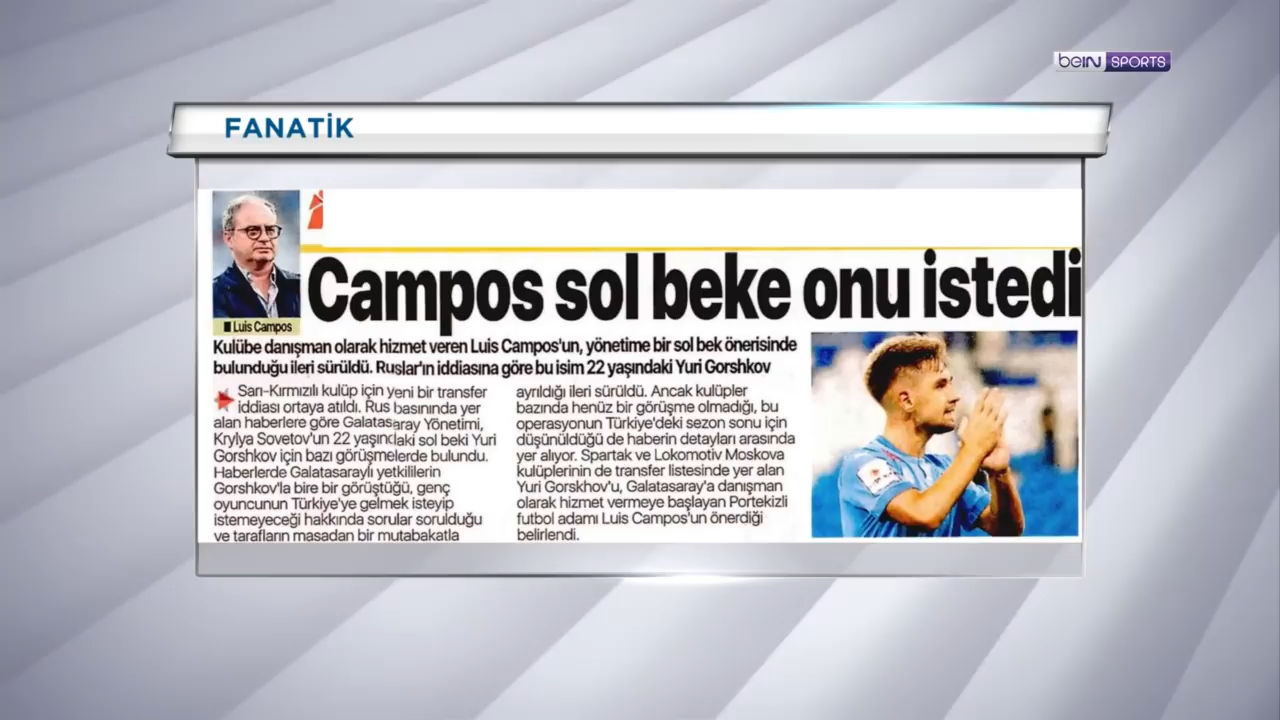 beIN SPORTS
FANATİK
Campos sol beke onu istedi
Luis Campos
Kulübe danışman olarak hizmet veren Luis Campos'un, yönetime bir sol bek önerisinde
bulunduğu ileri sürüldü. Ruslar'ın iddiasına göre bu isim 22 yaşındaki Yuri Gorshkov
Sarı-Kırmızılı kulüp için yeni bir transfer
iddiası ortaya atıldı. Rus basınında yer
alan haberlere göre Galatasaray Yönetimi,
Krylya Sovetov'un 22 yaşındaki sol beki Yuri
Gorshkov için bazı görüşmelerde bulundu.
Haberlerde Galatasaraylı yetkililerin
Gorshkov'la bire bir görüştüğü, genç
oyuncunun Türkiye'ye gelmek isteyip
istemeyeceği hakkında sorular sorulduğu
ve tarafların masadan bir mutabakatla
ayrıldığı ileri sürüldü. Ancak kulüpler
bazında henüz bir görüşme olmadığı, bu
operasyonun Türkiye'deki sezon sonu için
düşünüldüğü de haberin detayları arasında
yer alıyor. Spartak ve Lokomotiv Moskova
kulüplerinin de transfer listesinde yer alan
Yuri Gorskhov'u, Galatasaray'a danışman
olarak hizmet vermeye başlayan Portekizli
futbol adamı Luis Campos'un önerdiği
belirlendi.